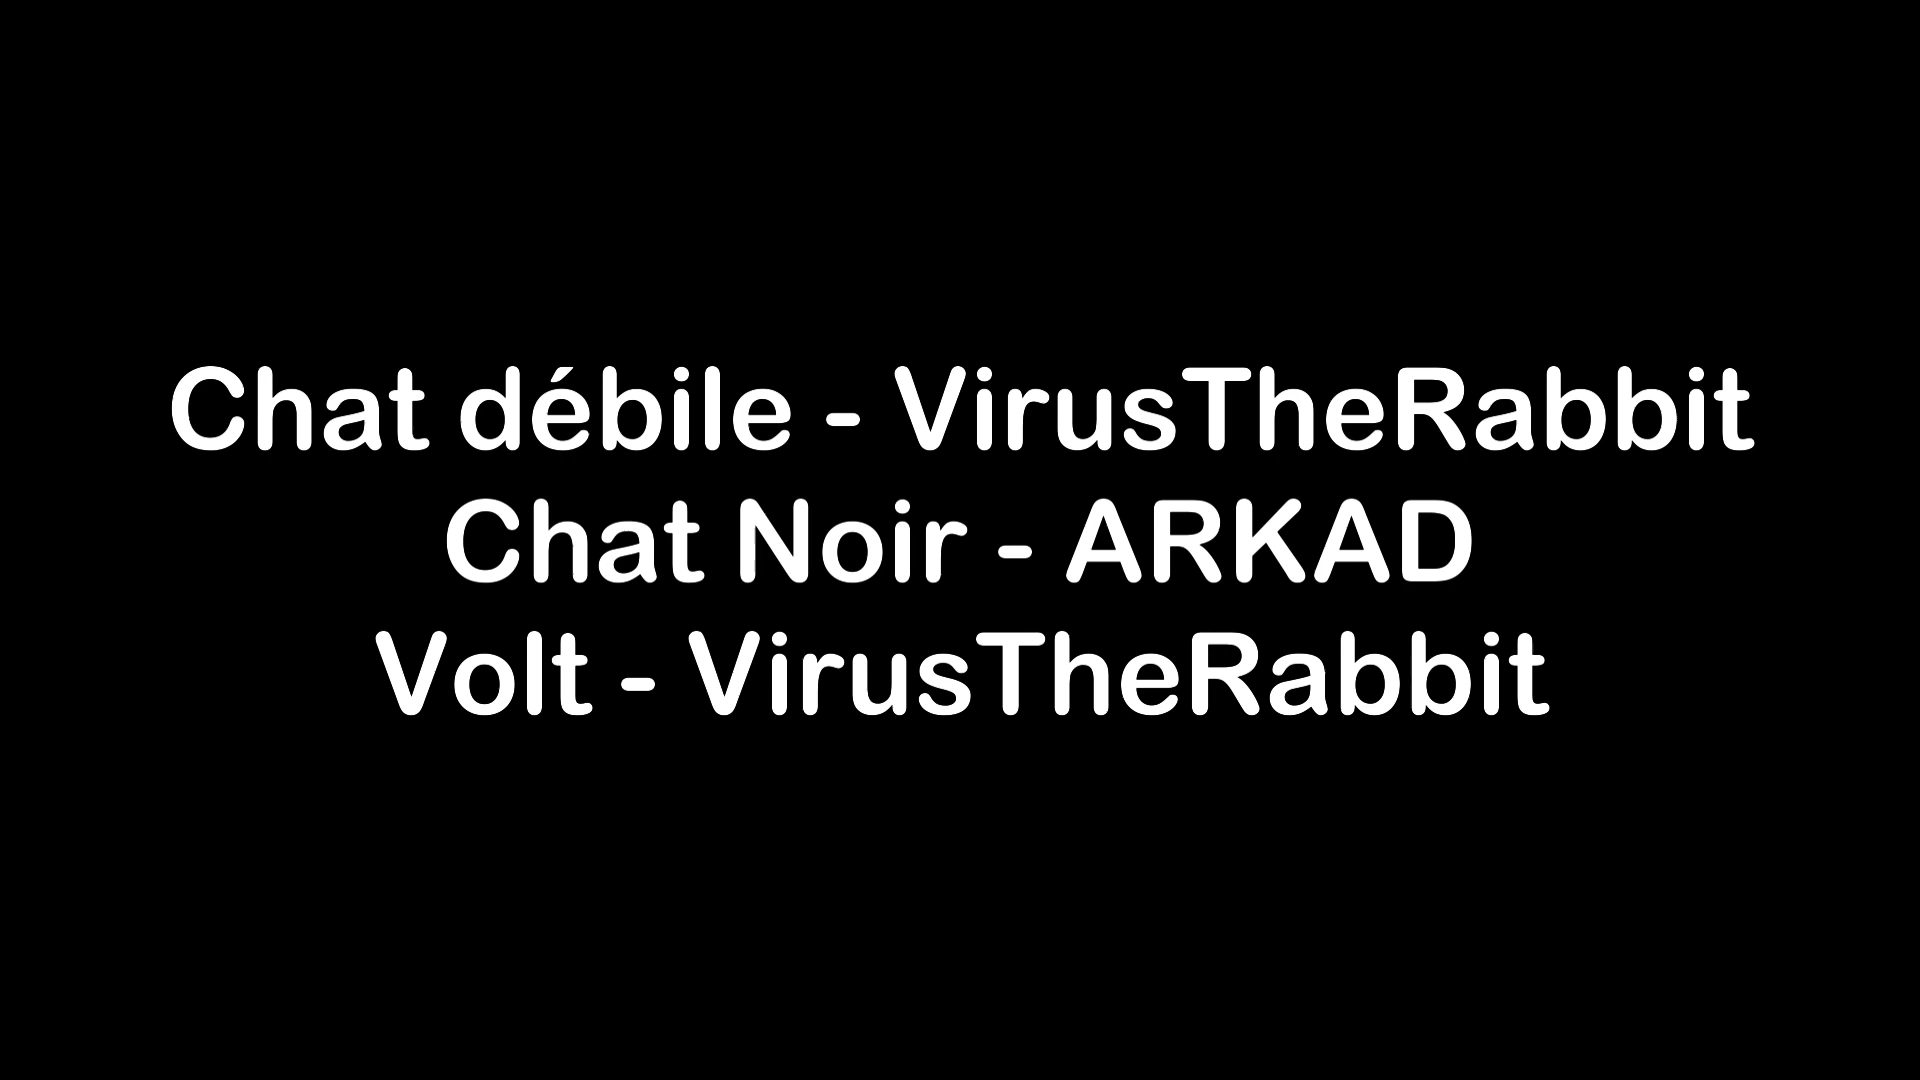 Chat débile - VirusTheRabbit
Chat Noir - ARKAD
Volt - VirusTheRabbit